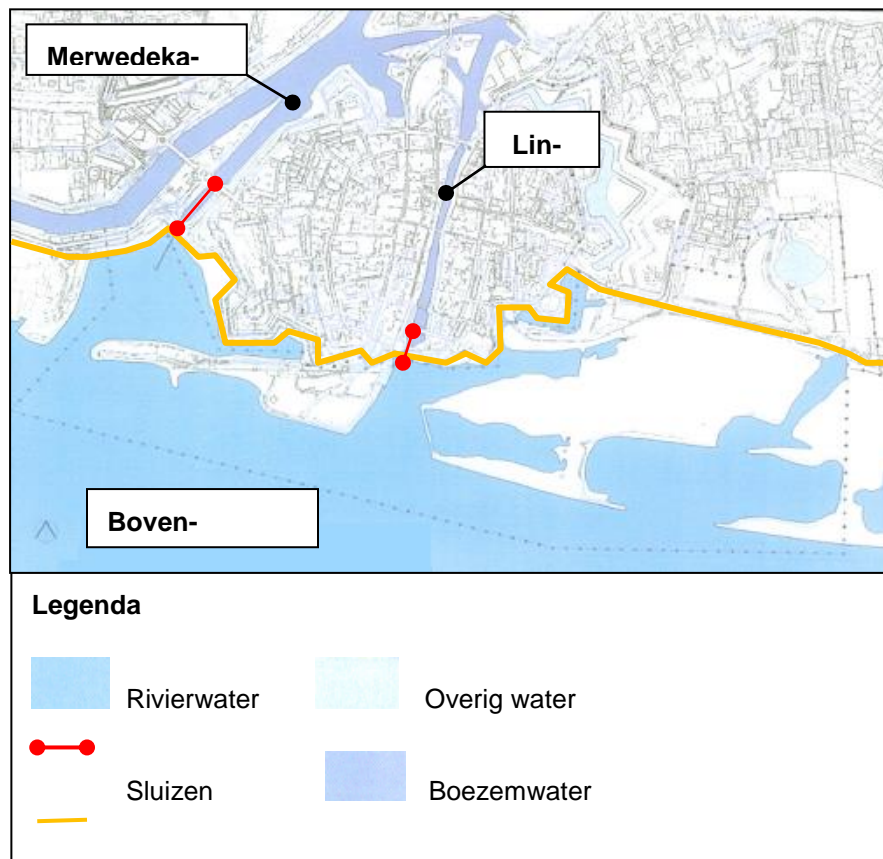 Merwedeka-
Lin-
Boven-
Legenda
Rivierwater
Overig water
Sluizen
Boezemwater